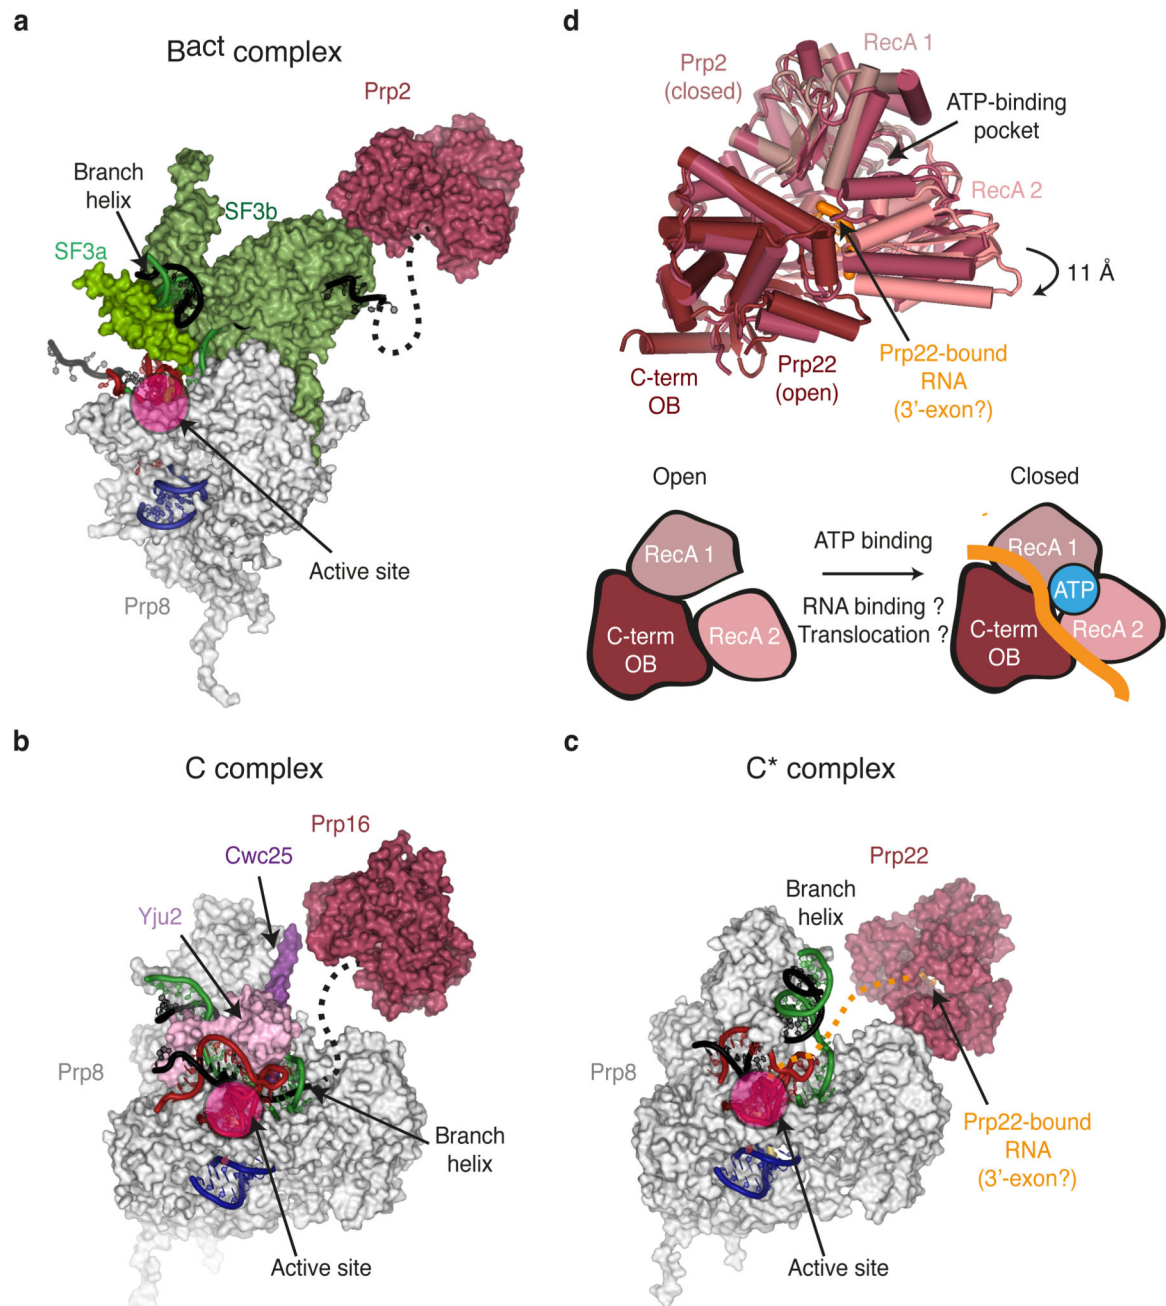 a
Bact complex
Prp2
Branch
helix
SF3b
SF3a
Active site
Prp8
d
RecA 1
Prp2
(closed)
ATP-binding
pocket
RecA 2
11 Å
Prp22-bound
RNA
(3'-exon?)
Prp22
(open)
C-term
OB
Open
Closed
RecA 1
ATP binding
RecA 1
ATP
RNA binding ?
Translocation ?
C-term
OB
RecA 2
C-term
OB
RecA 2
b
C complex
Prp16
Cwc25
Yju2
Prp8
Branch
helix
Active site
c
C* complex
Prp22
Branch
helix
Prp8
Prp22-bound
RNA
(3'-exon?)
Active site